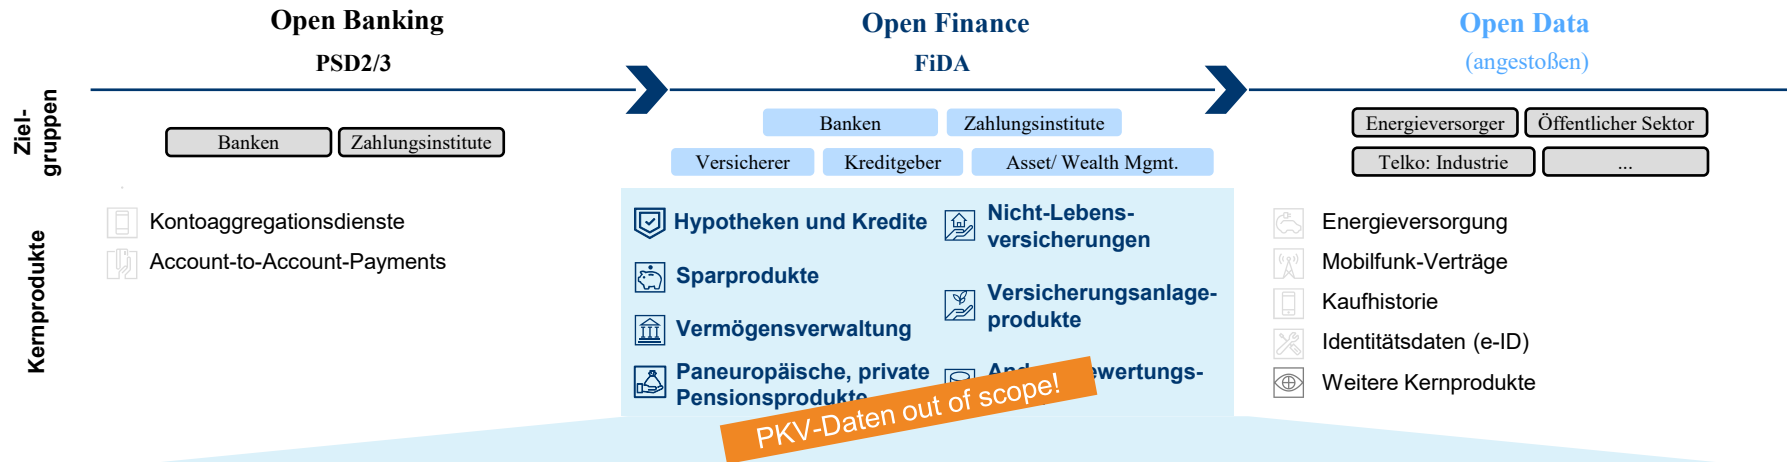 Open Banking
PSD2/3
Open Finance
FiDA
Open Data
(angestoßen)
Ziel-
gruppen
Banken
Zahlungsinstitute
Banken
Zahlungsinstitute
Versicherer
Kreditgeber
Asset/ Wealth Mgmt.
Energieversorger
Öffentlicher Sektor
Telko: Industrie
...
Kernprodukte
Kontoaggregationsdienste
Account-to-Account-Payments
Hypotheken und Kredite
Sparprodukte
Vermögensverwaltung
Paneuropäische, private
Pensionsprodukte
Nicht-Lebens-
versicherungen
Versicherungsanlage-
produkte
PKV-Daten out of scope!
Energieversorgung
Mobilfunk-Verträge
Kaufhistorie
Identitätsdaten (e-ID)
Weitere Kernprodukte